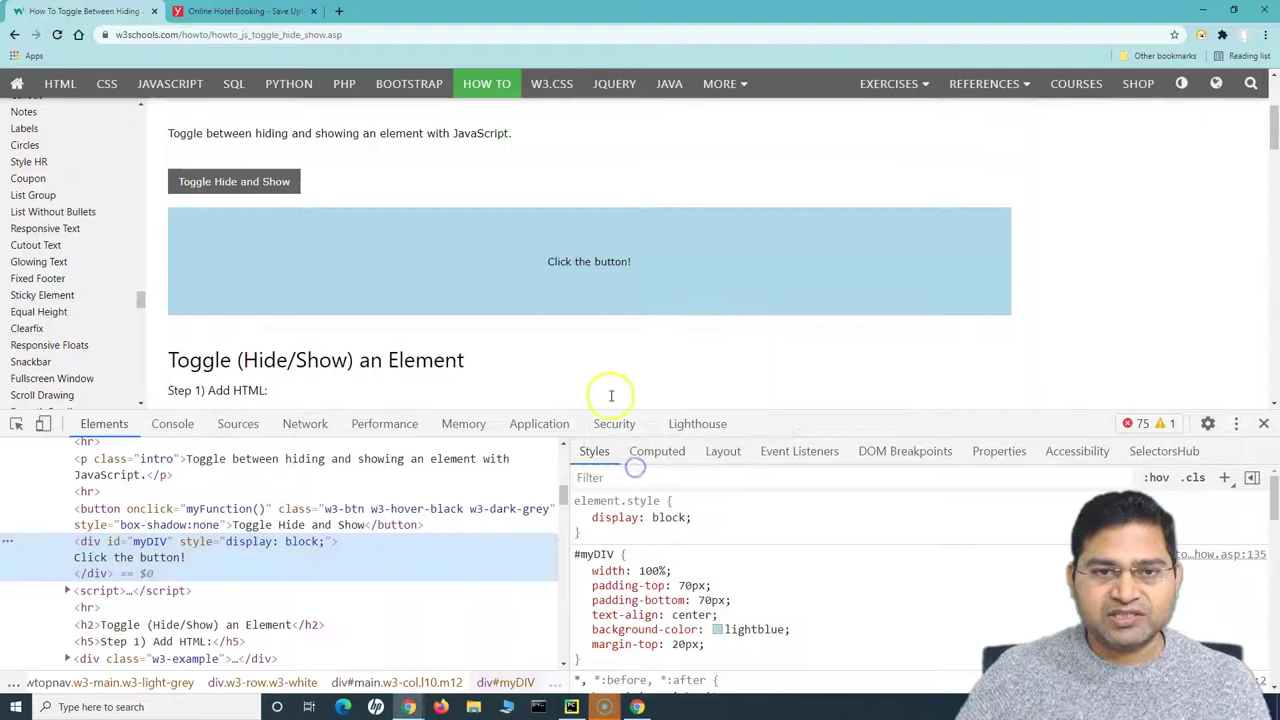 How To Toggle Between Hiding
Online Hotel Booking - Save Up
w3schools.com/howto/howto_js_toggle_hide_show.asp
Apps
Other bookmarks
Reading list
HTML CSS JAVASCRIPT SQL PYTHON PHP BOOTSTRAP HOW TO W3.CSS JQUERY JAVA MORE EXERCISES REFERENCES COURSES SHOP
Notes
Labels
Circles
Style HR
Coupon
List Group
List Without Bullets
Responsive Text
Cutout Text
Glowing Text
Fixed Footer
Sticky Element
Equal Height
Clearfix
Responsive Floats
Snackbar
Fullscreen Window
Scroll Drawing
Toggle between hiding and showing an element with JavaScript.
Toggle Hide and Show
Click the button!
Toggle (Hide/Show) an Element
Step 1) Add HTML:
Elements Console Sources Network Performance Memory Application Security Lighthouse 75 1
<hr>
<p class="intro">Toggle between hiding and showing an element with
JavaScript.</p>
<hr>
<button onclick="myFunction()" class="w3-btn w3-hover-black w3-dark-grey"
style="box-shadow:none">Toggle Hide and Show</button>
<div id="myDIV" style="display: block;">
Click the button!
</div> == $0
<script>…</script>
<hr>
<h2>Toggle (Hide/Show) an Element</h2>
<h5>Step 1) Add HTML:</h5>
<div class="w3-example">…</div>
... wtopnav.w3-main.w3-light-grey div.w3-row.w3-white div#main.w3-col.l10.m12 div#myDIV ...
Styles Computed Layout Event Listeners DOM Breakpoints Properties Accessibility SelectorsHub
Filter :hov .cls +
element.style {
display: block;
}
#myDIV { to…how.asp:135
width: 100%;
padding-top: 70px;
padding-bottom: 70px;
text-align: center;
background-color: lightblue;
margin-top: 20px;
}
*, *:before, *:after {
Type here to search